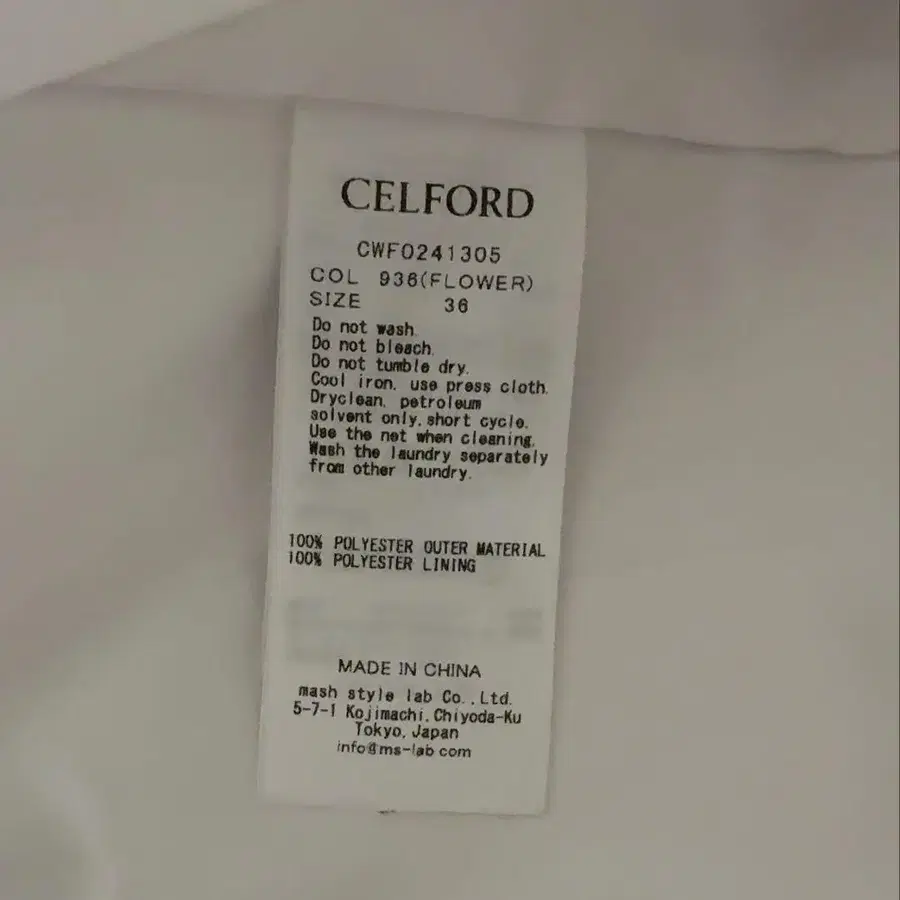 CELFORD
CWFO241305
COL 936(FLOWER)
SIZE 36
Do not wash.
Do not bleach.
Do not tumble dry.
Cool iron, use press cloth.
Dryclean, petroleum
solvent only, short cycle.
Use the net when cleaning.
Wash the laundry separately
from other laundry.
100% POLYESTER OUTER MATERIAL
100% POLYESTER LINING
MADE IN CHINA
mash style lab Co.,Ltd.
5-7-1 Kojimachi,Chiyoda-Ku
Tokyo,Japan
info@ms-lab.com